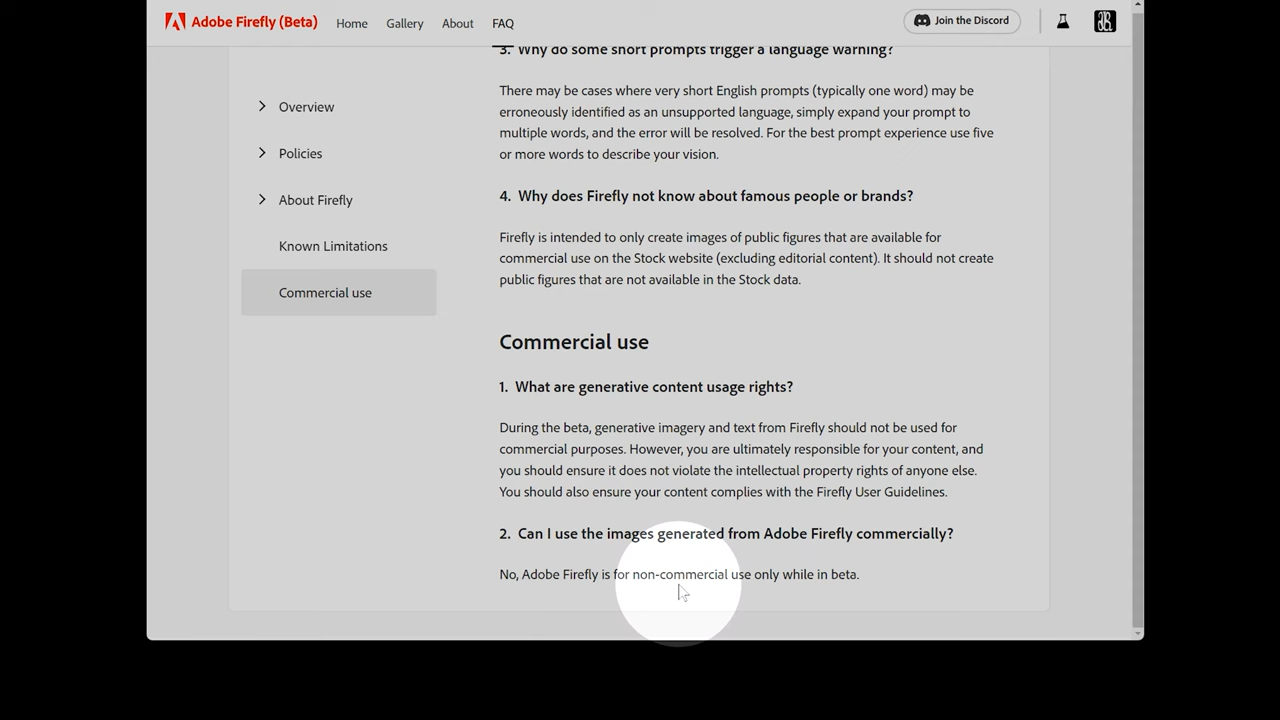 Adobe Firefly (Beta) Home Gallery About FAQ Join the Discord
Overview
Policies
About Firefly
Known Limitations
Commercial use
3. Why do some short prompts trigger a language warning?
There may be cases where very short English prompts (typically one word) may be
erroneously identified as an unsupported language, simply expand your prompt to
multiple words, and the error will be resolved. For the best prompt experience use five
or more words to describe your vision.
4. Why does Firefly not know about famous people or brands?
Firefly is intended to only create images of public figures that are available for
commercial use on the Stock website (excluding editorial content). It should not create
public figures that are not available in the Stock data.
Commercial use
1. What are generative content usage rights?
During the beta, generative imagery and text from Firefly should not be used for
commercial purposes. However, you are ultimately responsible for your content, and
you should ensure it does not violate the intellectual property rights of anyone else.
You should also ensure your content complies with the Firefly User Guidelines.
2. Can I use the images generated from Adobe Firefly commercially?
No, Adobe Firefly is for non-commercial use only while in beta.